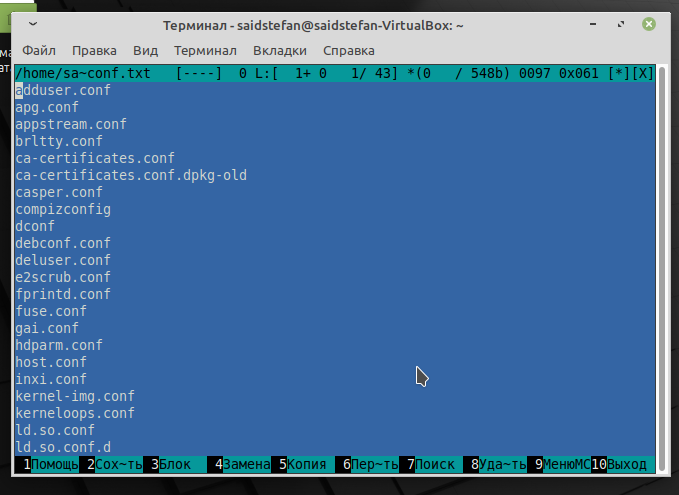 Терминал - saidstefan@saidstefan-VirtualBox: ~
Файл Правка Вид Терминал Вкладки Справка
/home/sa~conf.txt [----] 0 L:[ 1+ 0 1/ 43] *(0 / 548b) 0097 0x061 [*][X]
adduser.conf
apg.conf
appstream.conf
brltty.conf
ca-certificates.conf
ca-certificates.conf.dpkg-old
casper.conf
compizconfig
dconf
debconf.conf
deluser.conf
e2scrub.conf
fprintd.conf
fuse.conf
gai.conf
hdparm.conf
host.conf
inxi.conf
kernel-img.conf
kerneloops.conf
ld.so.conf
ld.so.conf.d
1Помощь 2Сох~ть 3Блок 4Замена 5Копия 6Пер~ть 7Поиск 8Уда~ть 9МенюMC 10Выход